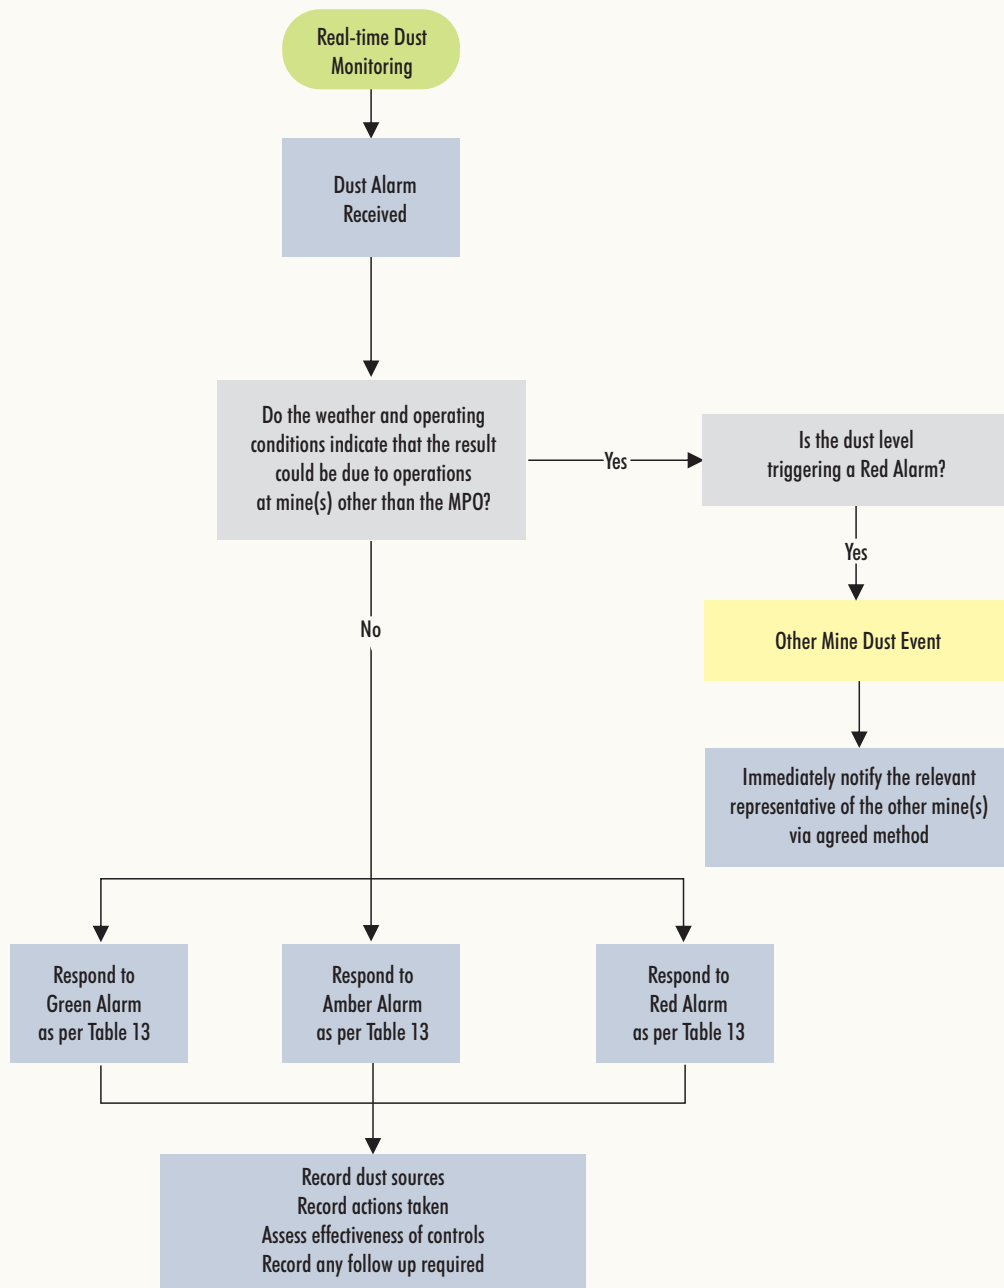 Real-time Dust
Monitoring
Dust Alarm
Received
Do the weather and operating
conditions indicate that the result
could be due to operations
at mine(s) other than the MPO?
Yes
Is the dust level
triggering a Red Alarm?
Yes
Other Mine Dust Event
Immediately notify the relevant
representative of the other mine(s)
via agreed method
No
Respond to
Green Alarm
as per Table 13
Respond to
Amber Alarm
as per Table 13
Respond to
Red Alarm
as per Table 13
Record dust sources
Record actions taken
Assess effectiveness of controls
Record any follow up required